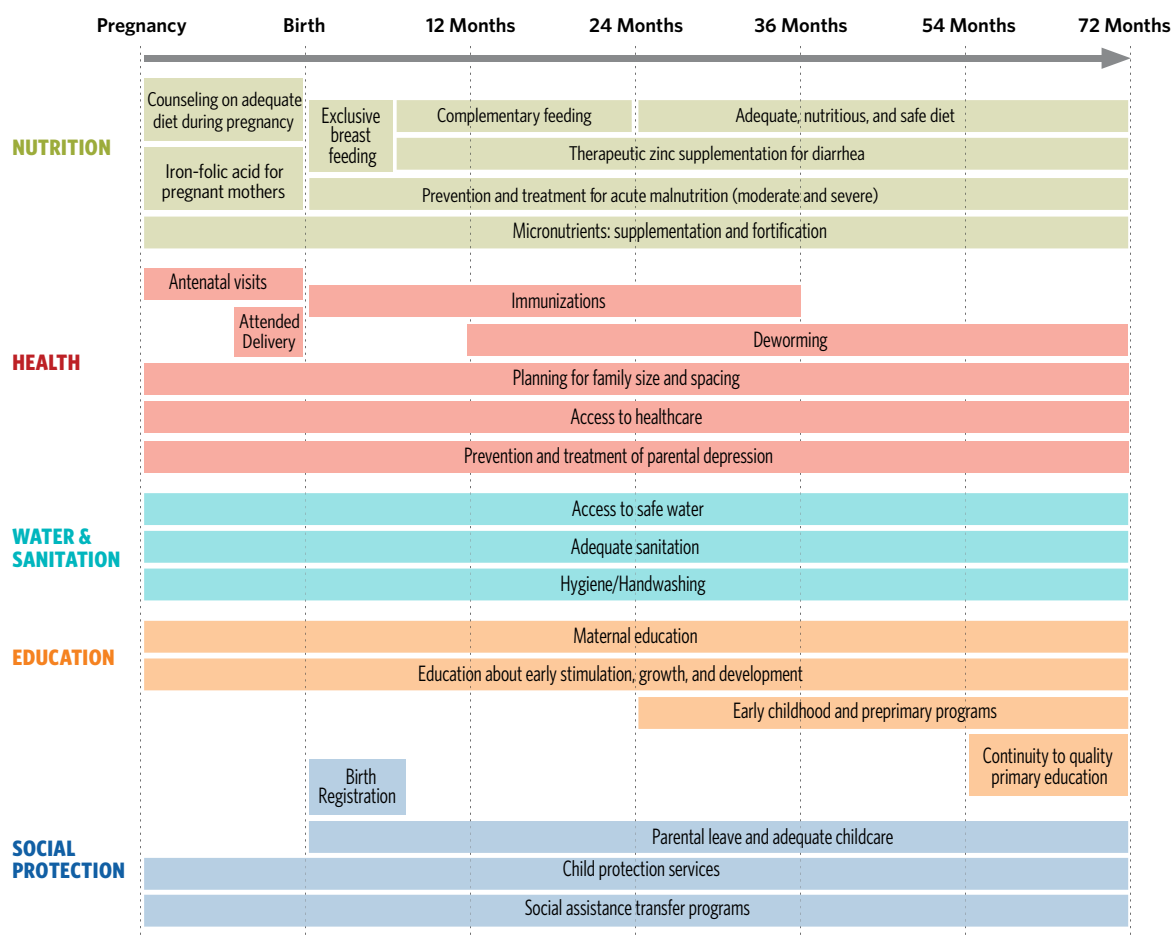 Pregnancy Birth 12 Months 24 Months 36 Months 54 Months 72 Months
NUTRITION
Counseling on adequate
diet during pregnancy
Iron-folic acid for
pregnant mothers
Exclusive
breast
feeding
Complementary feeding
Adequate, nutritious, and safe diet
Therapeutic zinc supplementation for diarrhea
Prevention and treatment for acute malnutrition (moderate and severe)
Micronutrients: supplementation and fortification
HEALTH
Antenatal visits
Immunizations
Attended
Delivery
Deworming
Planning for family size and spacing
Access to healthcare
Prevention and treatment of parental depression
WATER &
SANITATION
Access to safe water
Adequate sanitation
Hygiene/Handwashing
EDUCATION
Maternal education
Education about early stimulation, growth, and development
Early childhood and preprimary programs
Continuity to quality
primary education
SOCIAL
PROTECTION
Birth
Registration
Parental leave and adequate childcare
Child protection services
Social assistance transfer programs